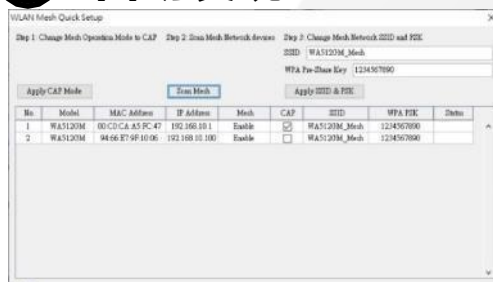 WLAN Mesh Quick Setup
Step 1: Change Mesh Operation Mode to CAP Step 2: Scan Mesh Network devices Step 3: Change Mesh Network SSID and PSK
SSID WA5120M_Mesh
WPA Pre-Share Key 1234567890
Apply CAP Mode Scan Mesh Apply SSID & PSK
No Model MAC Address IP Address Mesh CAP SSID WPA PSK Status
1 WA5120M 00:C0:CA:A5:FC:47 192.168.10.1 Enable WA5120M_Mesh 1234567890
2 WA5120M 94:66:E7:9F:10:06 192.168.10.100 Enable WA5120M_Mesh 1234567890